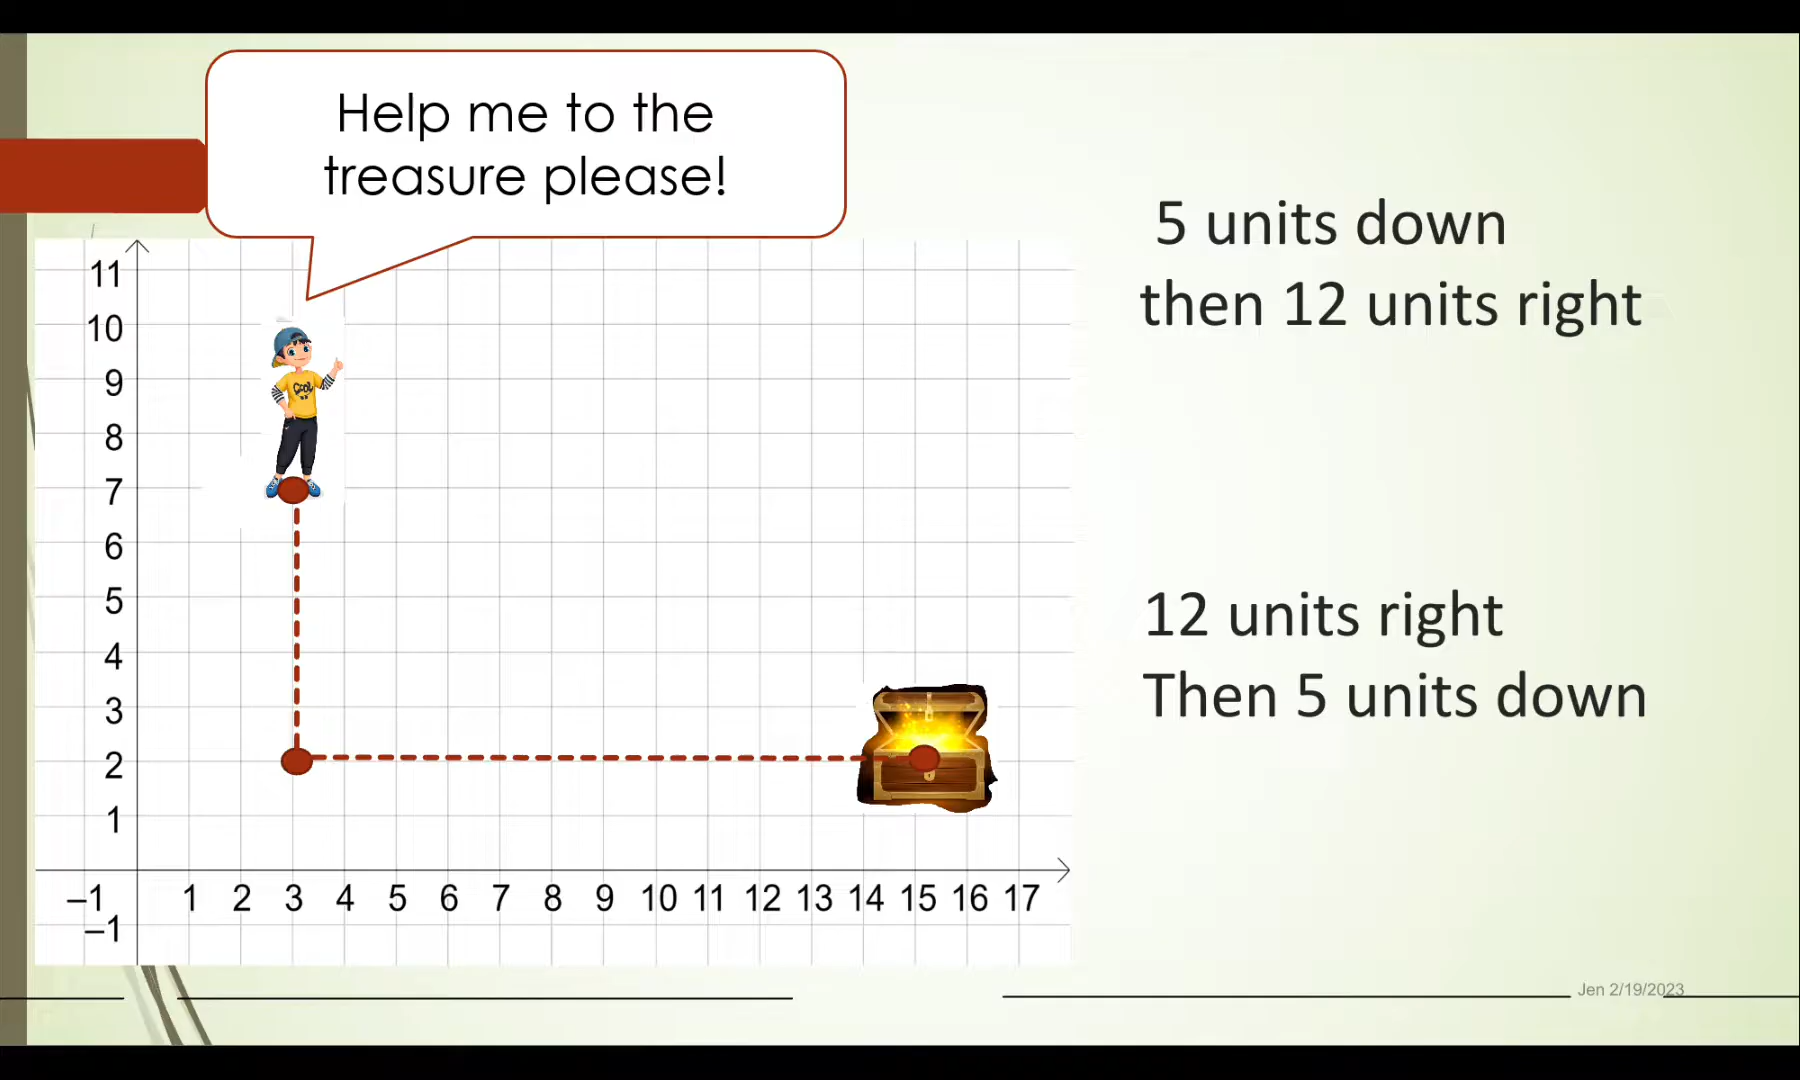 Help me to the
treasure please!
5 units down
then 12 units right
12 units right
Then 5 units down
11
10
9
8
7
6
5
4
3
2
1
–1 1 2 3 4 5 6 7 8 9 10 11 12 13 14 15 16 17
–1
Jen 2/19/2023